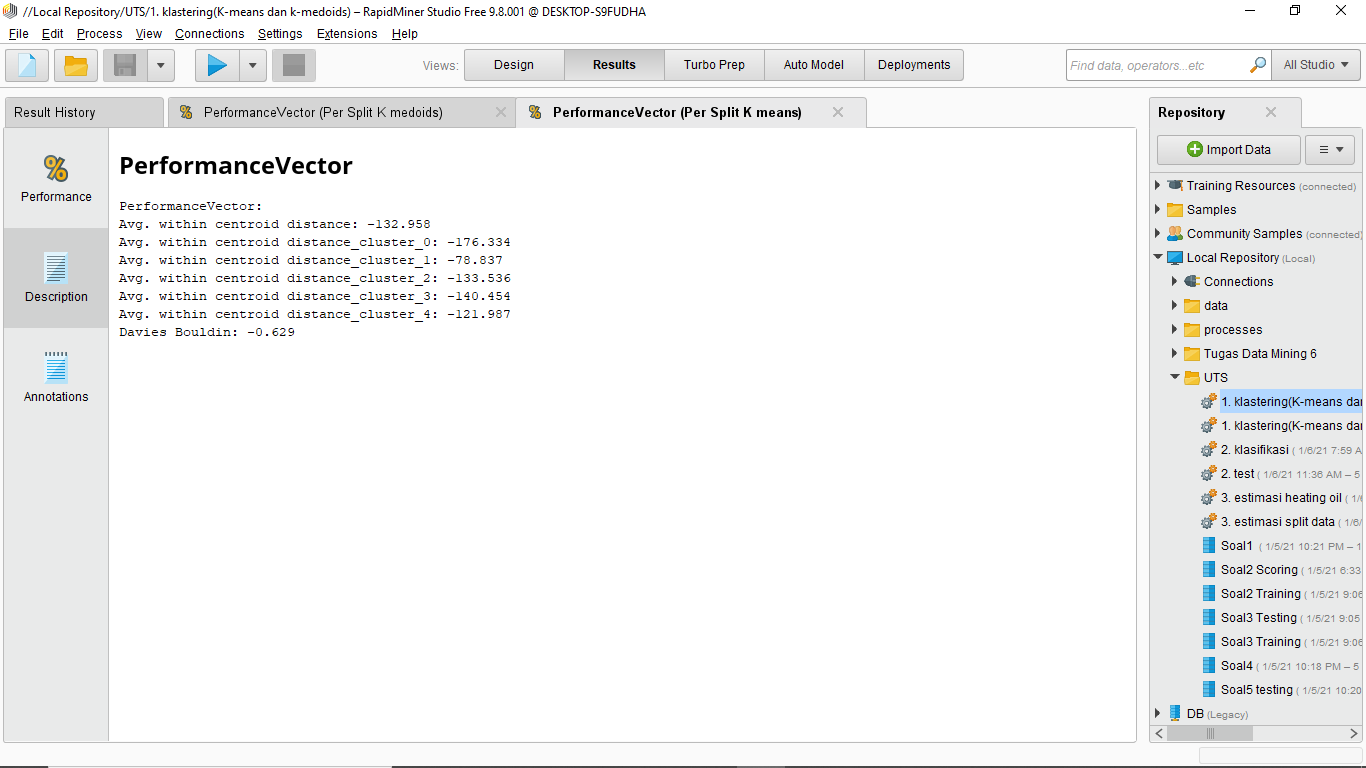 //Local Repository/UTS/1. klastering(K-means dan k-medoids) – RapidMiner Studio Free 9.8.001 @ DESKTOP-S9FUDHA
File Edit Process View Connections Settings Extensions Help
Views: Design Results Turbo Prep Auto Model Deployments
Find data, operators...etc All Studio
Result History
PerformanceVector (Per Split K medoids)
PerformanceVector (Per Split K means)
Performance
Description
Annotations
PerformanceVector
PerformanceVector:
Avg. within centroid distance: -132.958
Avg. within centroid distance_cluster_0: -176.334
Avg. within centroid distance_cluster_1: -78.837
Avg. within centroid distance_cluster_2: -133.536
Avg. within centroid distance_cluster_3: -140.454
Avg. within centroid distance_cluster_4: -121.987
Davies Bouldin: -0.629
Repository
Import Data
Training Resources (connected)
Samples
Community Samples (connected)
Local Repository (Local)
Connections
data
processes
Tugas Data Mining 6
UTS
1. klastering(K-means dan
1. klastering(K-means dan
2. klasifikasi ( 1/6/21 7:59 A
2. test ( 1/6/21 11:36 AM – 5
3. estimasi heating oil ( 1/6
3. estimasi split data ( 1/6/
Soal1 ( 1/5/21 10:21 PM – 1
Soal2 Scoring ( 1/5/21 6:33
Soal2 Training ( 1/5/21 9:06
Soal3 Testing ( 1/5/21 9:05
Soal3 Training ( 1/5/21 9:06
Soal4 ( 1/5/21 10:18 PM – 5
Soal5 testing ( 1/5/21 10:20
DB (Legacy)